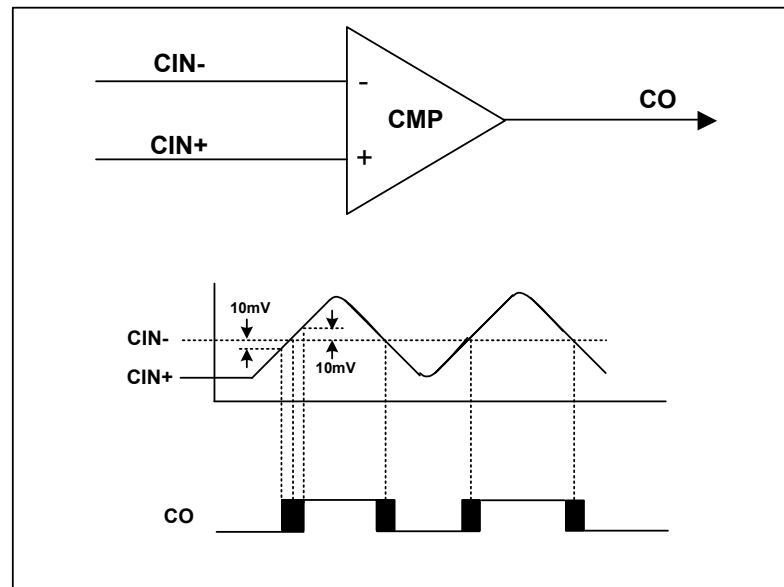 CIN-
-
CMP
CO
CIN+
+
10mV
CIN-
10mV
CIN+
CO